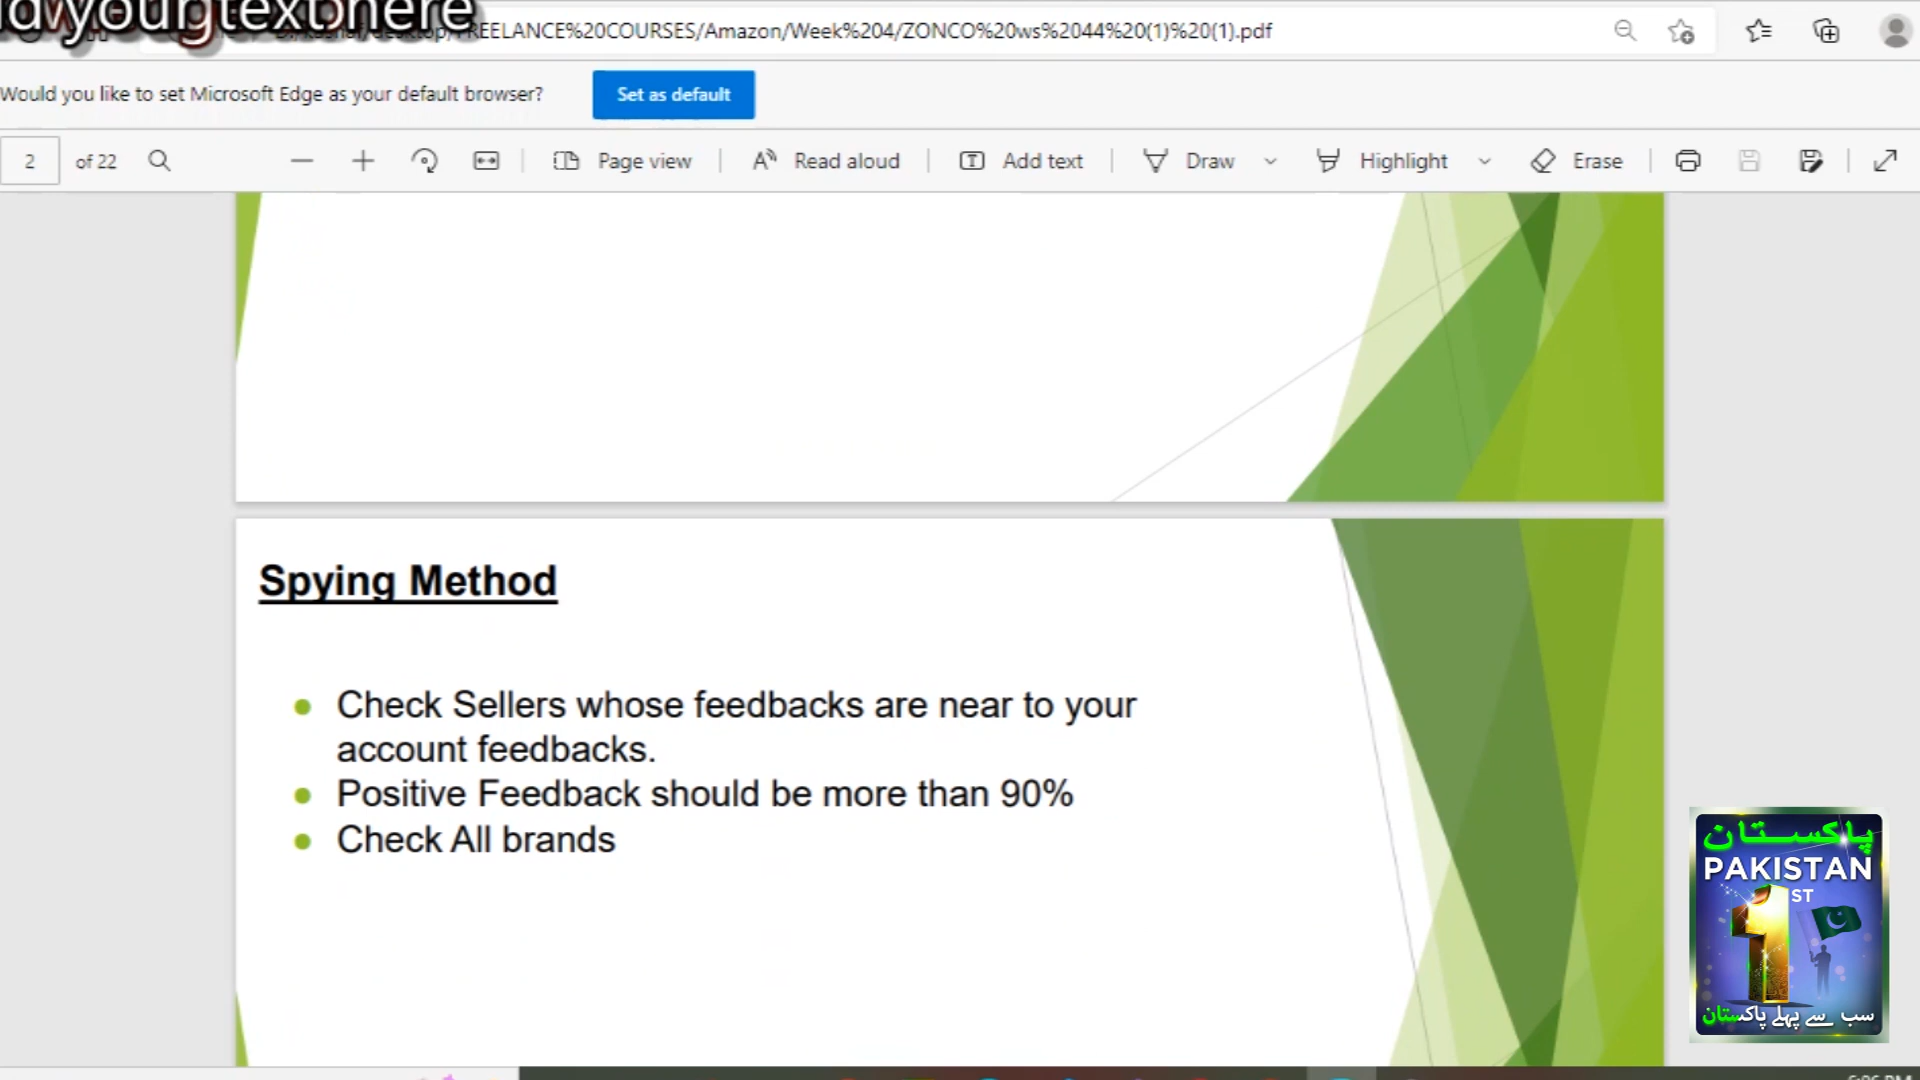 REELANCE%20COURSES/Amazon/Week%204/ZONCO%20ws%2044%20(1)%20(1).pdf
Would you like to set Microsoft Edge as your default browser?
Set as default
2 of 22
Page view
Read aloud
Add text
Draw
Highlight
Erase
Spying Method
Check Sellers whose feedbacks are near to your
account feedbacks.
Positive Feedback should be more than 90%
Check All brands
پاکستان
PAKISTAN
1ST
سب سے پہلے پاکستان